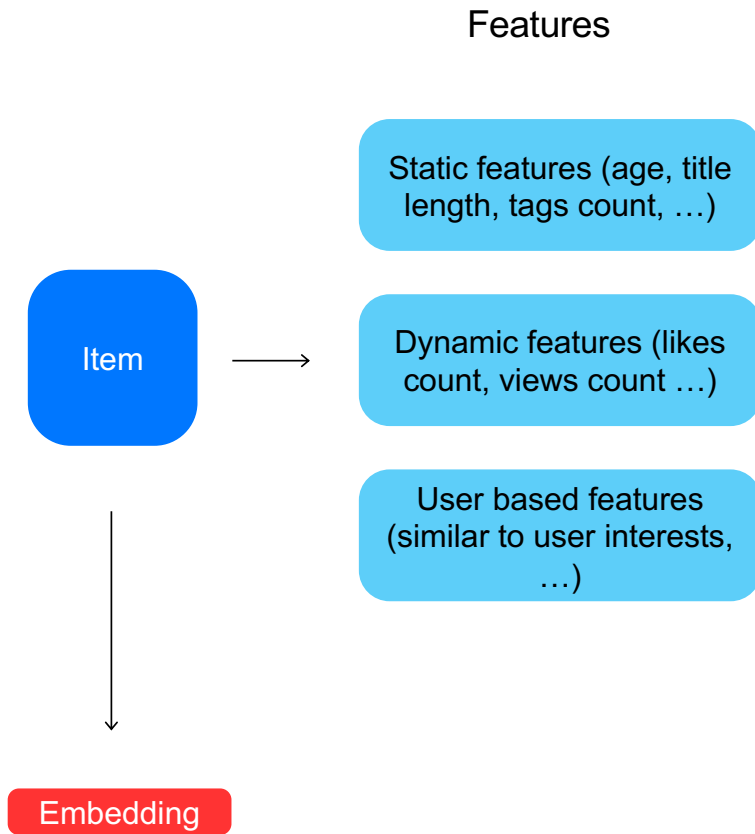 Features
Static features (age, title
length, tags count, …)
Item
Dynamic features (likes
count, views count …)
User based features
(similar to user interests,
…)
Embedding